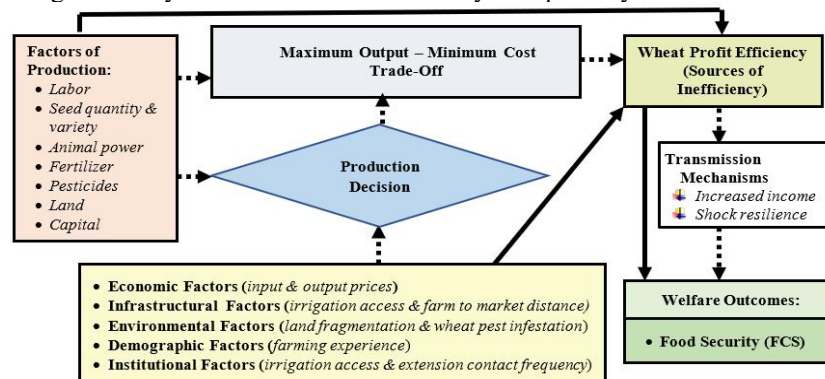 Factors of
Production:
• Labor
• Seed quantity &
variety
• Animal power
• Fertilizer
• Pesticides
• Land
• Capital
Maximum Output – Minimum Cost
Trade-Off
Wheat Profit Efficiency
(Sources of
Inefficiency)
Production
Decision
Transmission
Mechanisms
Increased income
Shock resilience
• Economic Factors (input & output prices)
• Infrastructural Factors (irrigation access & farm to market distance)
• Environmental Factors (land fragmentation & wheat pest infestation)
• Demographic Factors (farming experience)
• Institutional Factors (irrigation access & extension contact frequency)
Welfare Outcomes:
• Food Security (FCS)